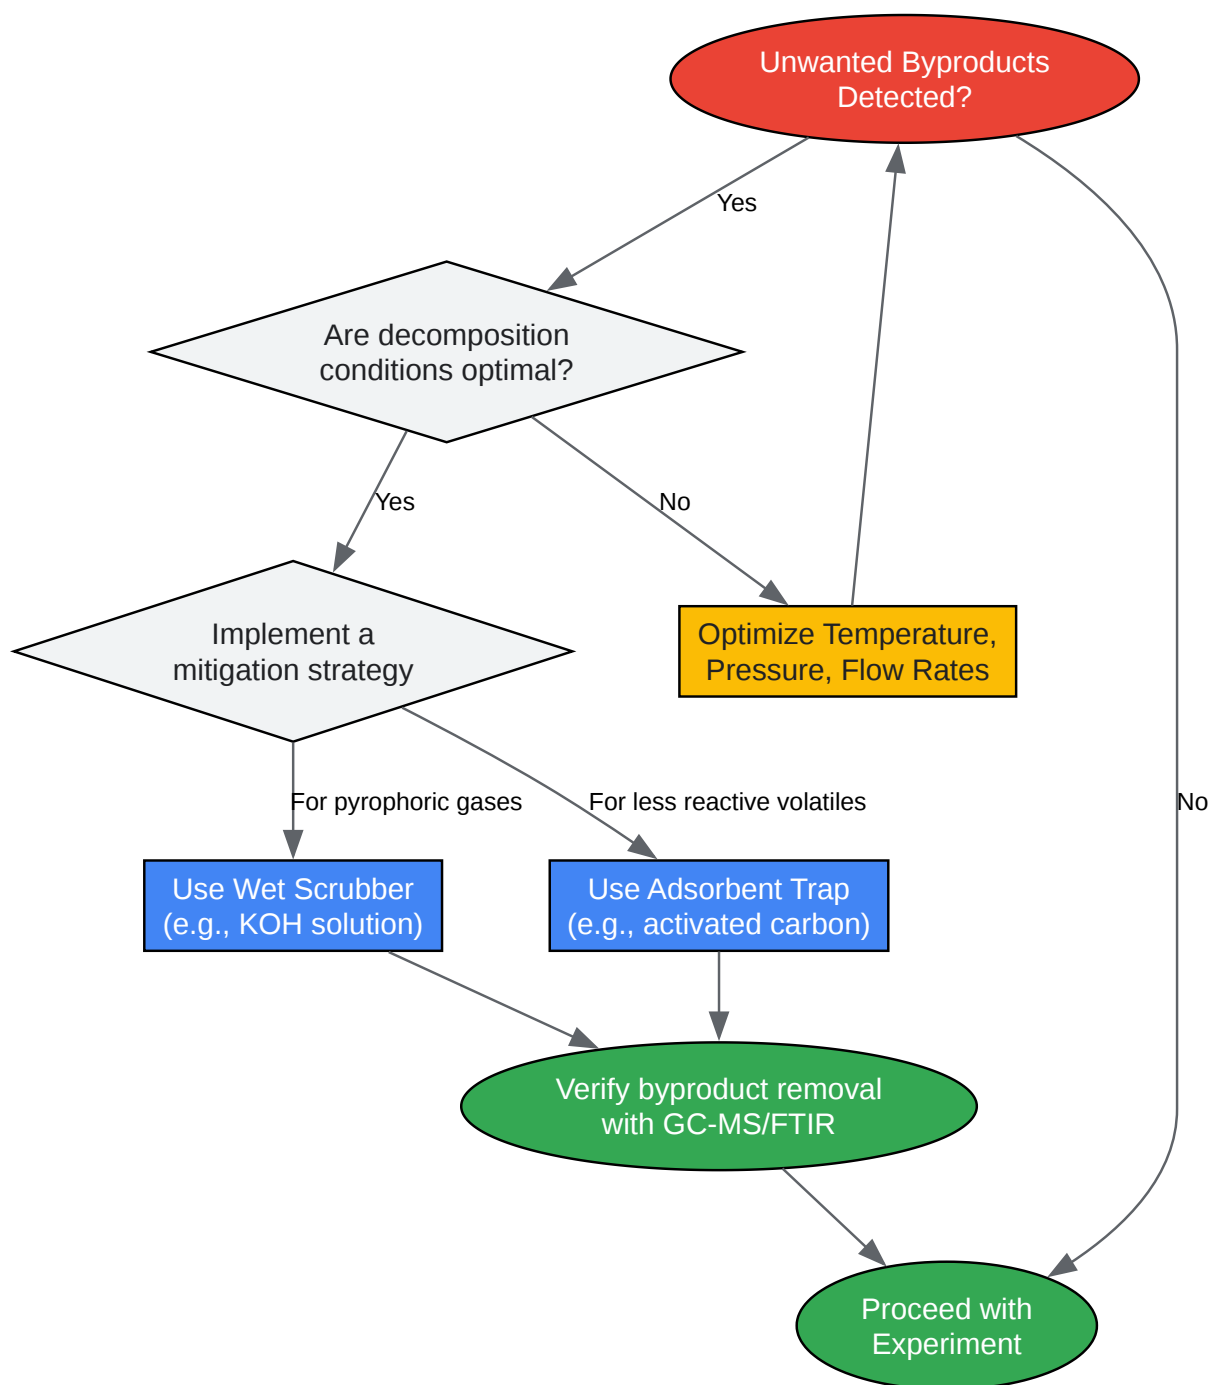 Unwanted Byproducts
Detected?
Yes
Are decomposition
conditions optimal?
Yes
No
Implement a
mitigation strategy
Optimize Temperature,
Pressure, Flow Rates
For pyrophoric gases
For less reactive volatiles
No
Use Wet Scrubber
(e.g., KOH solution)
Use Adsorbent Trap
(e.g., activated carbon)
Verify byproduct removal
with GC-MS/FTIR
Proceed with
Experiment